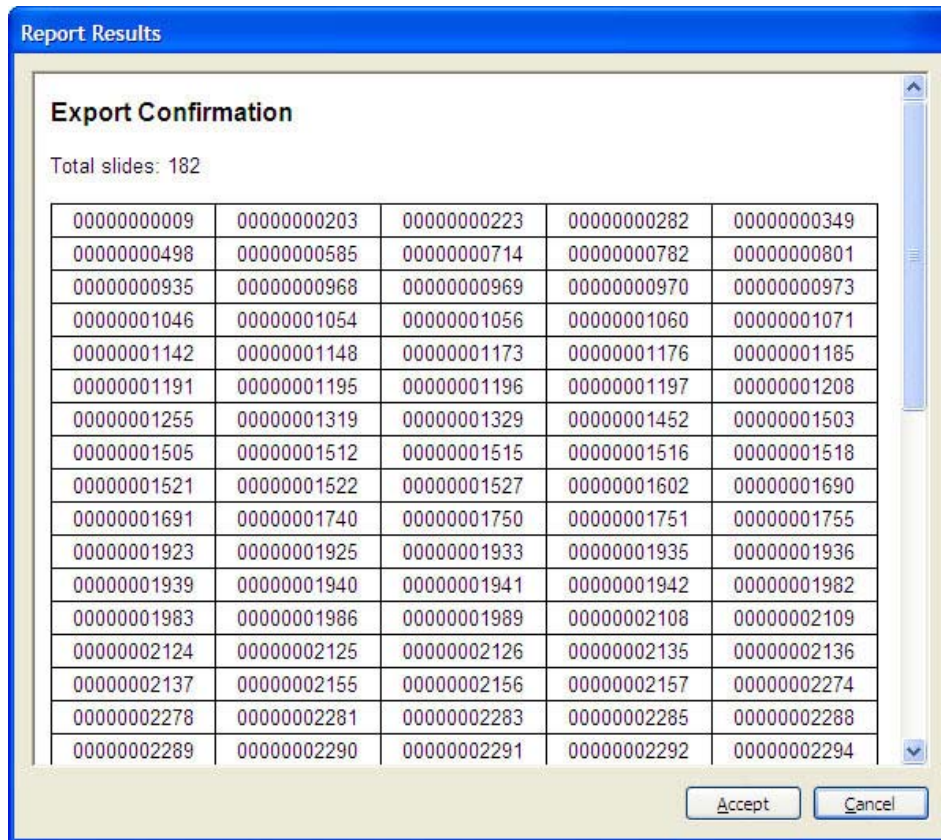 Report Results
Export Confirmation
Total slides: 182
00000000009 00000000203 00000000223 00000000282 00000000349
00000000498 00000000585 00000000714 00000000782 00000000801
00000000935 00000000968 00000000969 00000000970 00000000973
00000001046 00000001054 00000001056 00000001060 00000001071
00000001142 00000001148 00000001173 00000001176 00000001185
00000001191 00000001195 00000001196 00000001197 00000001208
00000001255 00000001319 00000001329 00000001452 00000001503
00000001505 00000001512 00000001515 00000001516 00000001518
00000001521 00000001522 00000001527 00000001602 00000001690
00000001691 00000001740 00000001750 00000001751 00000001755
00000001923 00000001925 00000001933 00000001935 00000001936
00000001939 00000001940 00000001941 00000001942 00000001982
00000001983 00000001986 00000001989 00000002108 00000002109
00000002124 00000002125 00000002126 00000002135 00000002136
00000002137 00000002155 00000002156 00000002157 00000002274
00000002278 00000002281 00000002283 00000002285 00000002288
00000002289 00000002290 00000002291 00000002292 00000002294
Accept Cancel